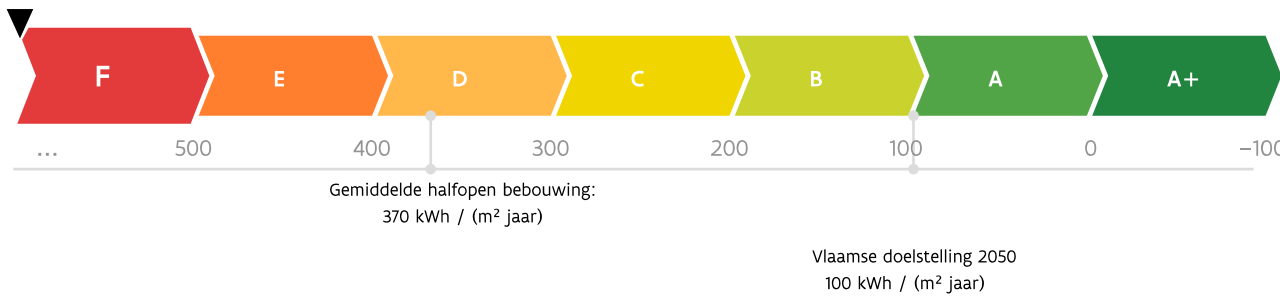 F E D C B A A+
... 500 400 300 200 100 0 −100
Gemiddelde halfopen bebouwing:
370 kWh / (m² jaar)
Vlaamse doelstelling 2050
100 kWh / (m² jaar)